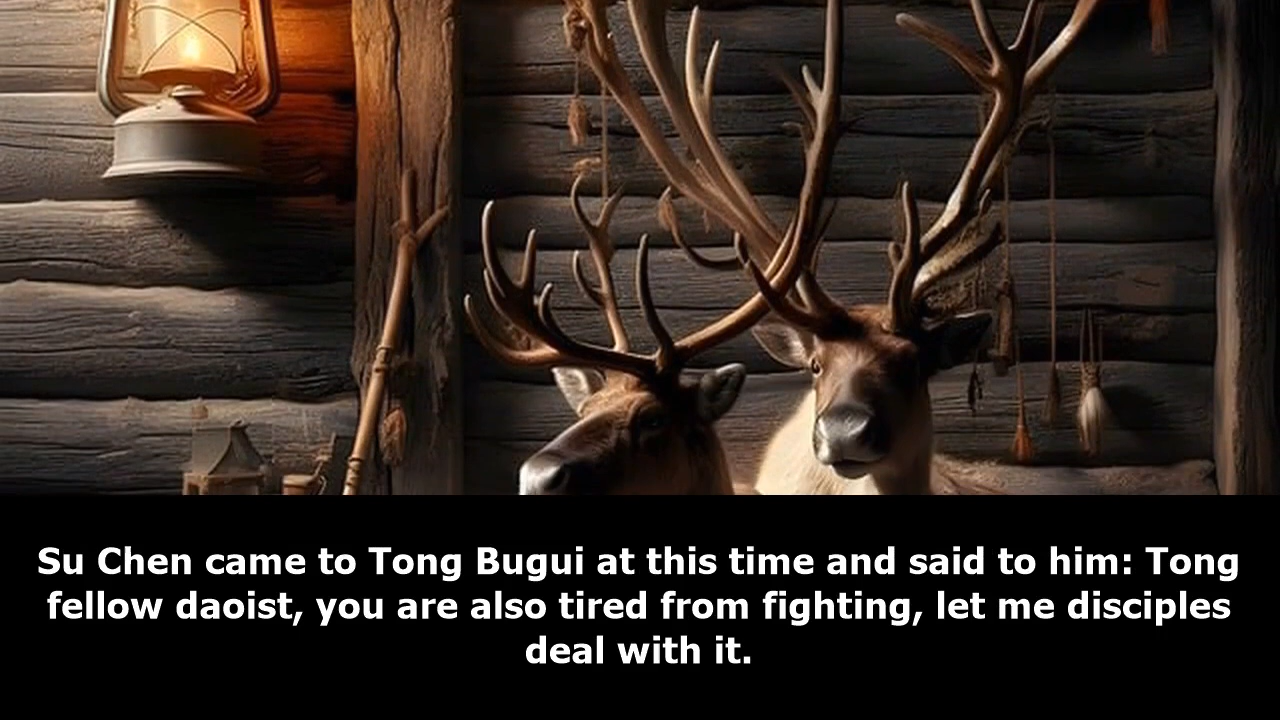 Su Chen came to Tong Bugui at this time and said to him: Tong
fellow daoist, you are also tired from fighting, let me disciples
deal with it.